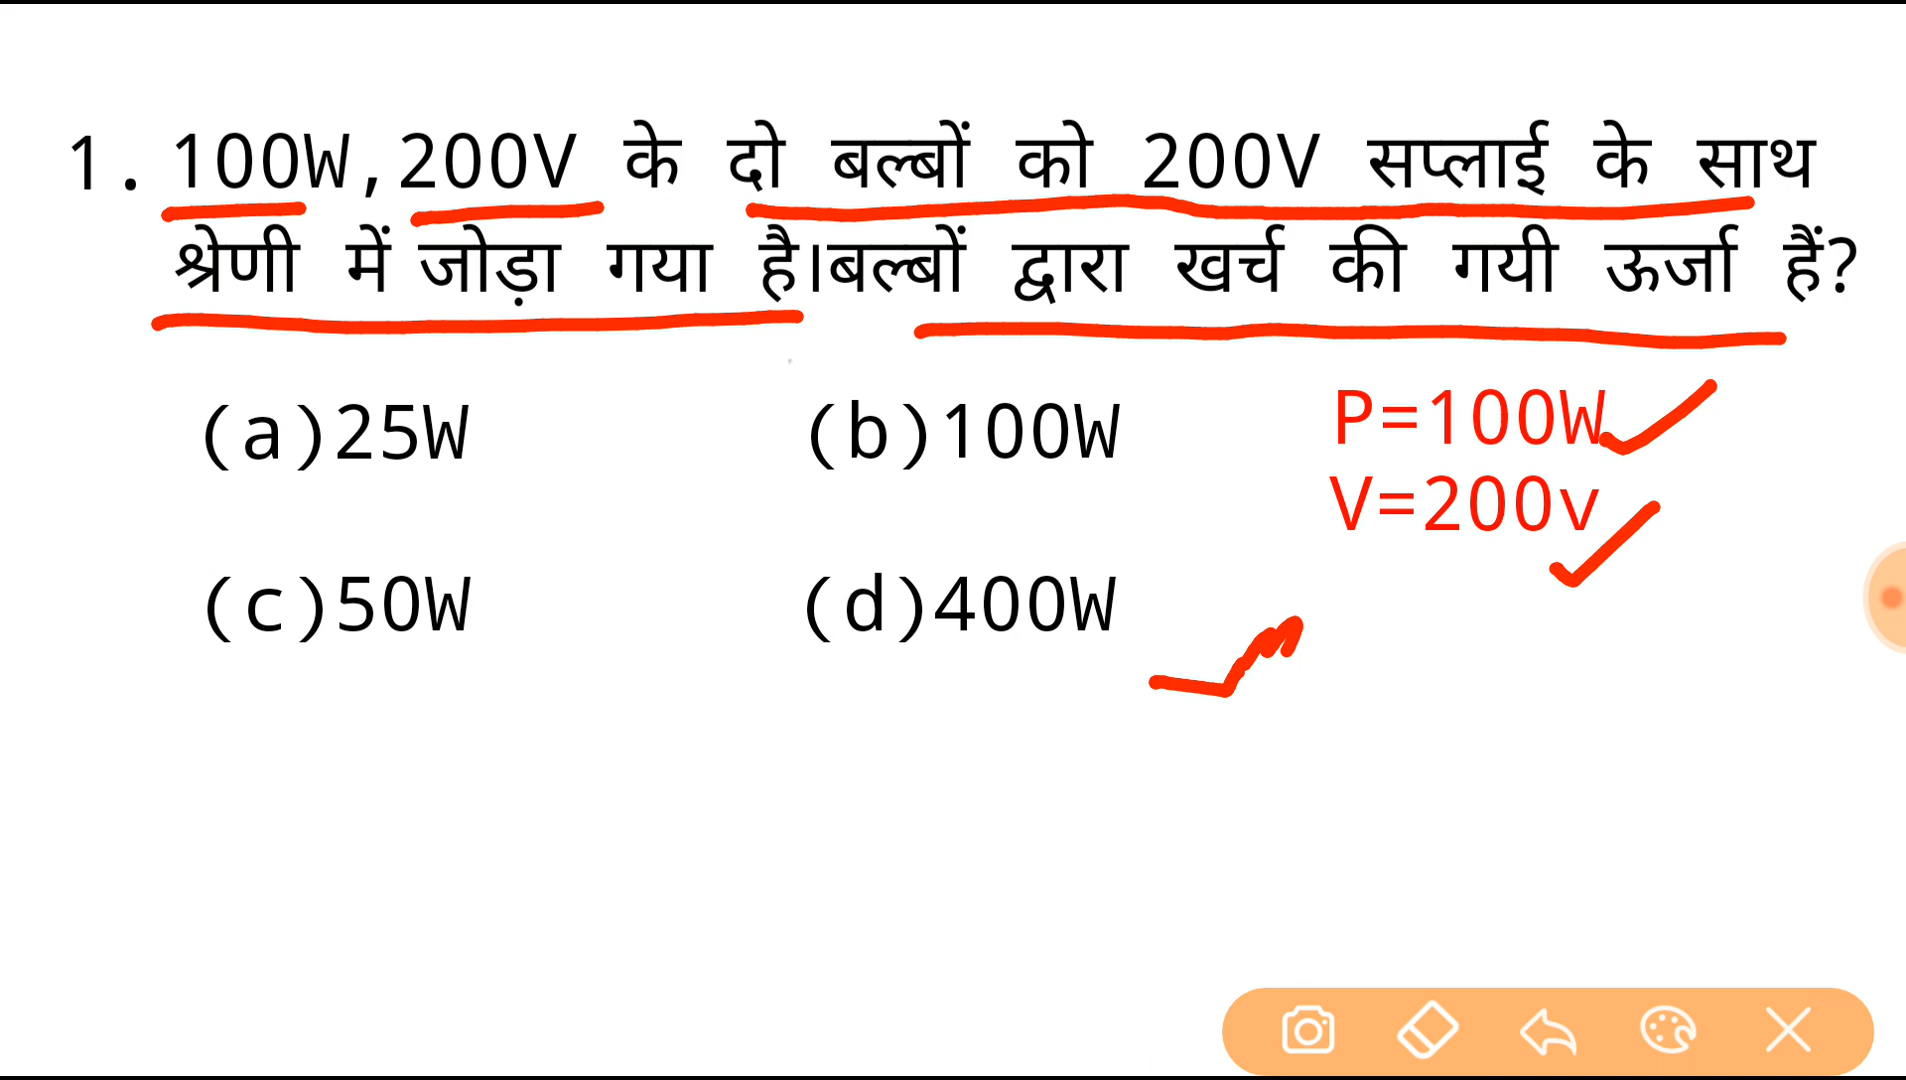 1. 100W,200V के दो बल्बों को 200V सप्लाई के साथ
श्रेणी में जोड़ा गया है।बल्बों द्वारा खर्च की गयी ऊर्जा हैं?
(a)25W (b)100W
P=100W
V=200v
(c)50W (d)400W